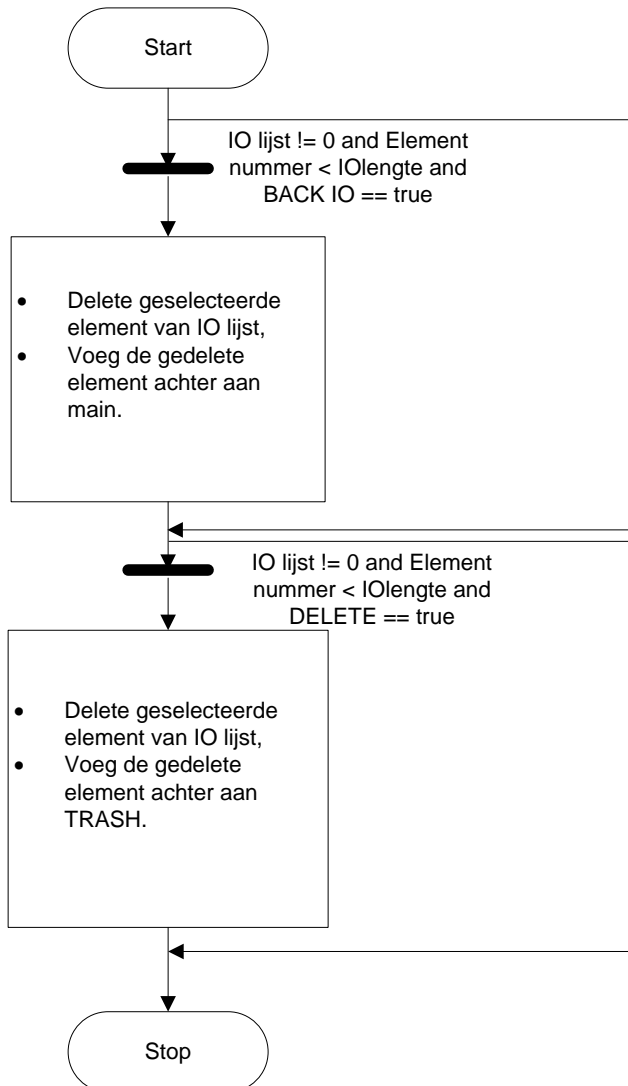 Start
IO lijst != 0 and Element
nummer < IOlengte and
BACK IO == true
• Delete geselecteerde
element van IO lijst,
• Voeg de gedelete
element achter aan
main.
IO lijst != 0 and Element
nummer < IOlengte and
DELETE == true
• Delete geselecteerde
element van IO lijst,
• Voeg de gedelete
element achter aan
TRASH.
Stop